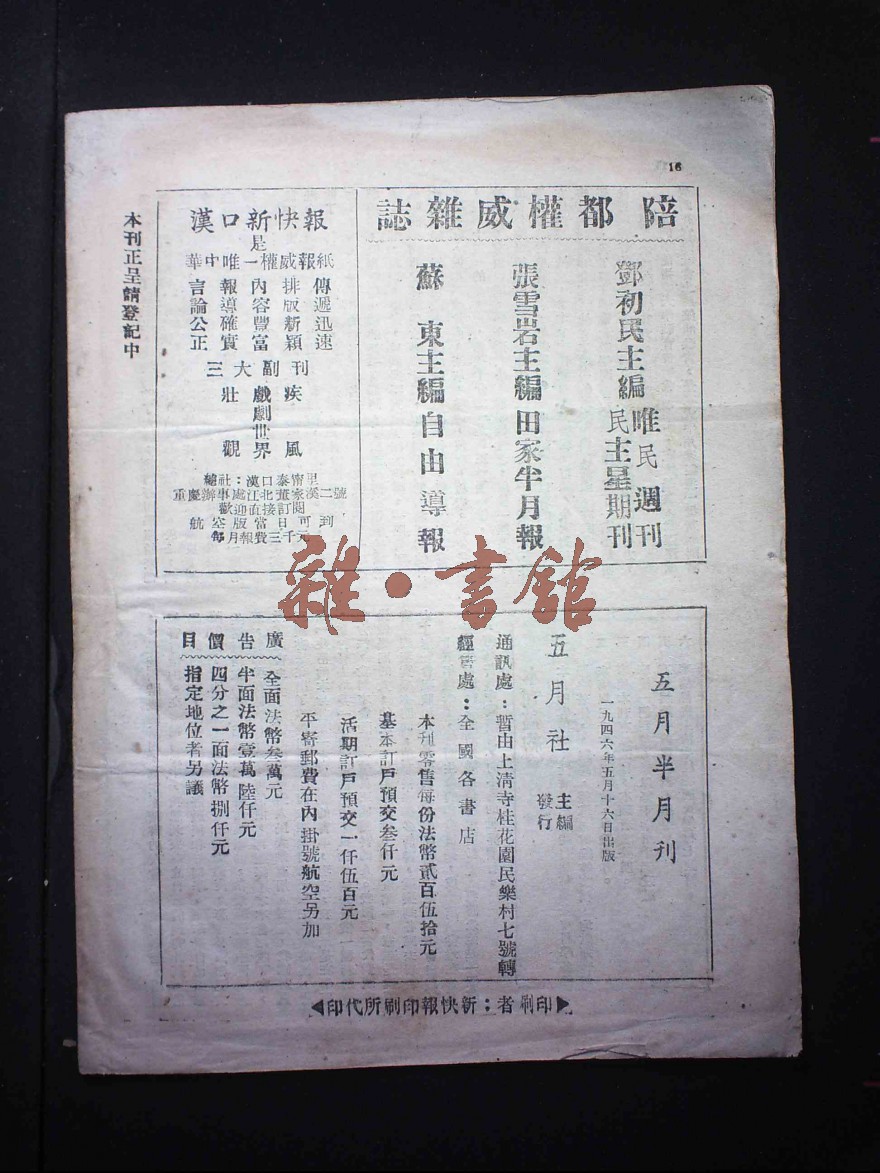 16
陪都權威雜誌
鄧初民主編
唯民週刊
民主星期刊
張雪岩主編田家半月報
蘇東主編自由導報
漢口新快報
是
華中唯一權威報紙
傳遞迅速
排版新穎
內容豐富
報導確實
言論公正
三大副刊
疾風
戲劇世界
壯觀
總社：漢口泰甯里
重慶辦事處江北董家溪二號
歡迎直接訂閱
航空版當日可到
每月報費三千元
本刊正呈請登記中
雜·書館
五月半月刊
一九四六年五月十六日出版
五月社
主編
發行
通訊處：暫由上清寺桂花園民樂村七號轉
經售處：全國各書店
本刊零售每份法幣貳百伍拾元
基本訂戶預交叁仟元
活期訂戶預交一仟伍百元
平寄郵費在內掛號航空另加
廣告價目
全面法幣叁萬元
半面法幣壹萬陸仟元
四分之一面法幣捌仟元
指定地位者另議
印刷者：新快報印刷所代印